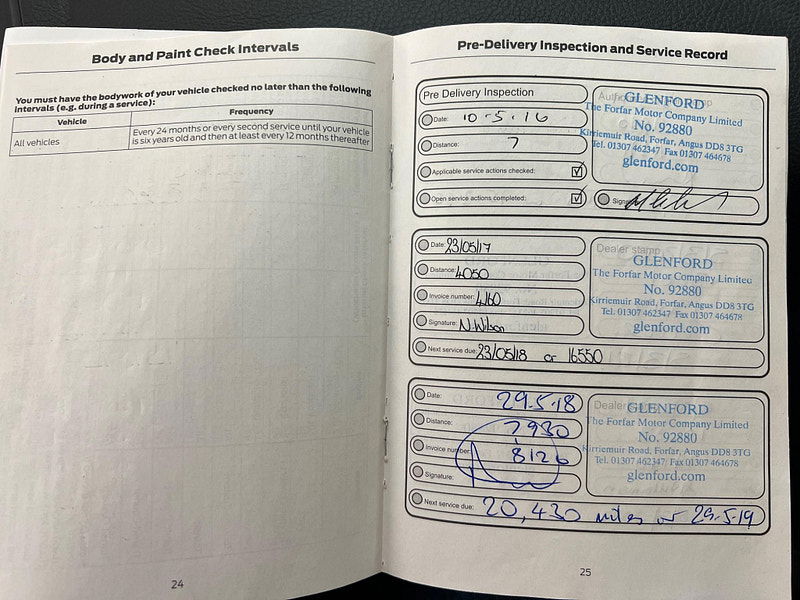 Body and Paint Check Intervals
You must have the bodywork of your vehicle checked no later than the following
intervals (e.g. during a service):
Vehicle Frequency
All vehicles Every 24 months or every second service until your vehicle
is six years old and then at least every 12 months thereafter
24
Pre-Delivery Inspection and Service Record
Pre Delivery Inspection
Date: 10-5-16
Distance: 7
Applicable service actions checked:
Open service actions completed:
GLENFORD
The Forfar Motor Company Limited
No. 92880
Kirriemuir Road, Forfar, Angus DD8 3TG
Tel. 01307 462347 Fax 01307 464678
glenford.com
Date: 23/05/17
Distance: 4050
Invoice number: 4160
Signature: N. Wilson
Next service due: 23/05/18 or 16550
Dealer stamp
GLENFORD
The Forfar Motor Company Limited
No. 92880
Kirriemuir Road, Forfar, Angus DD8 3TG
Tel. 01307 462347 Fax 01307 464678
glenford.com
Date: 29.5.18
Distance: 7930
Invoice number: 8126
Signature:
Next service due: 20,430 miles or 29.5.19
Dealer
GLENFORD
The Forfar Motor Company Limited
No. 92880
Kirriemuir Road, Forfar, Angus DD8 3TG
Tel. 01307 462347 Fax 01307 464678
glenford.com
25